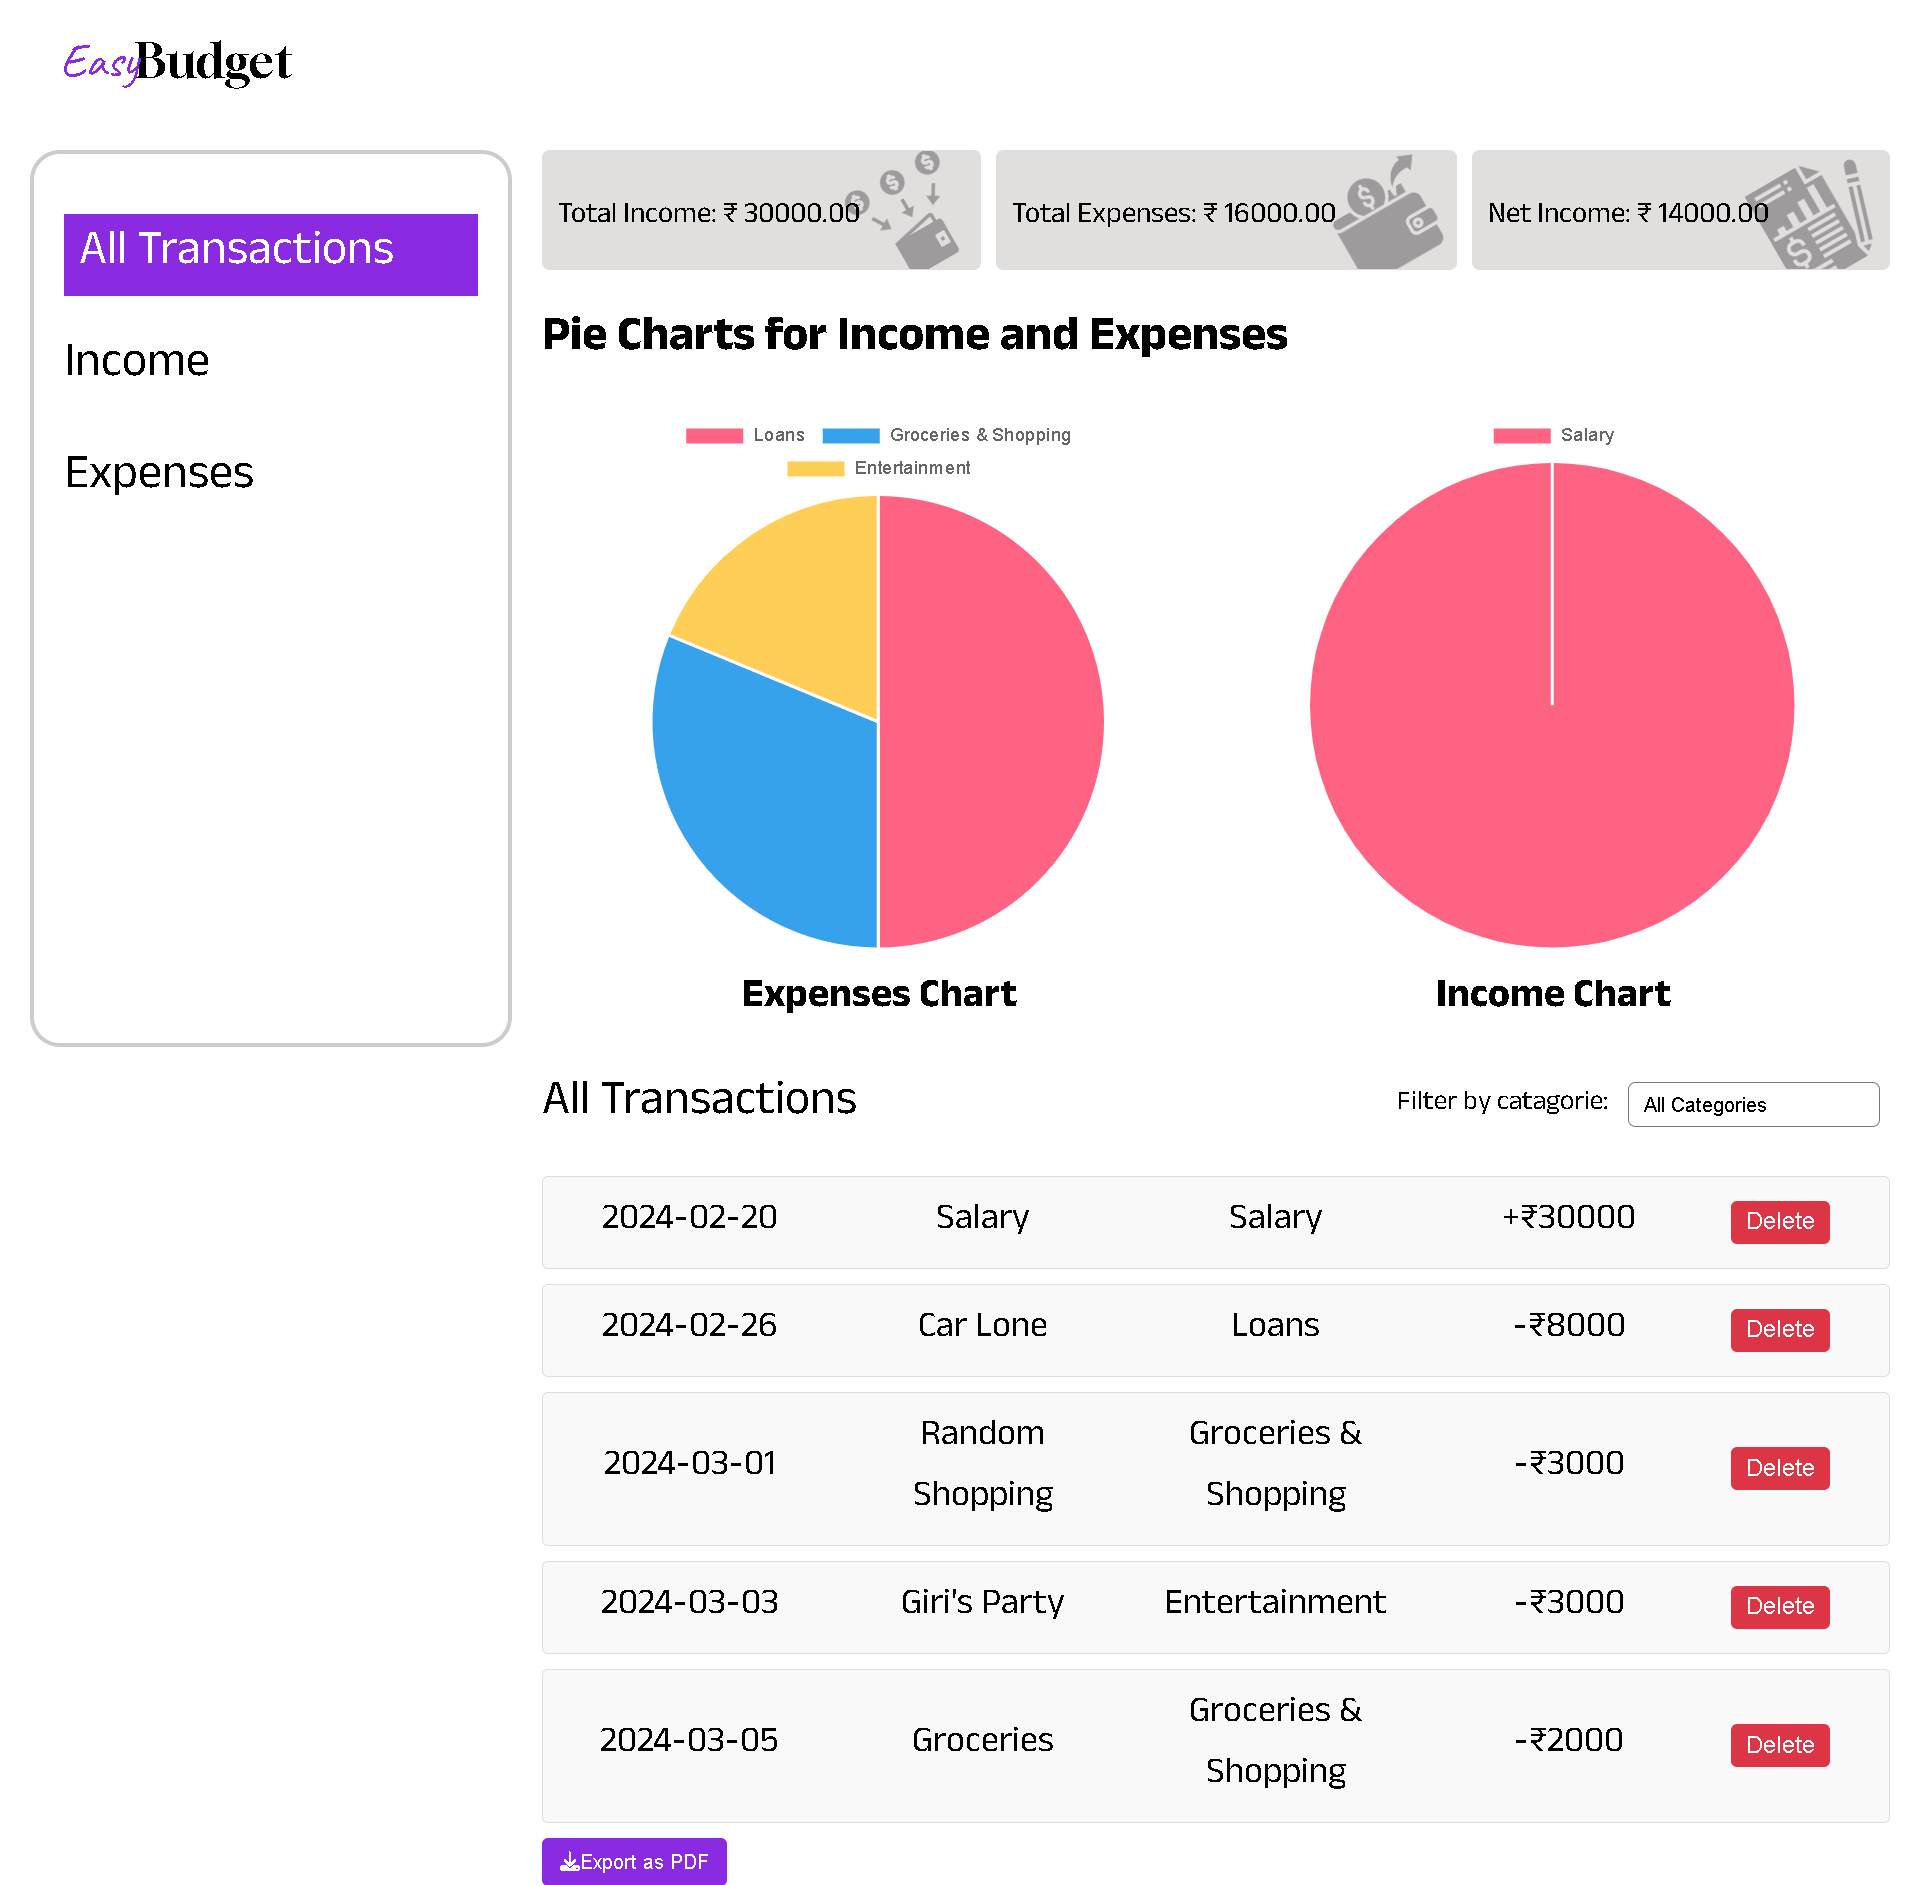 EasyBudget
All Transactions
Income
Expenses
Total Income: ₹ 30000.00
Total Expenses: ₹ 16000.00
Net Income: ₹ 14000.00
Pie Charts for Income and Expenses
Loans
Groceries & Shopping
Entertainment
Salary
Expenses Chart
Income Chart
All Transactions
Filter by catagorie:
All Categories
2024-02-20 Salary Salary +₹30000 Delete
2024-02-26 Car Lone Loans -₹8000 Delete
2024-03-01
Random
Shopping
Groceries &
Shopping
-₹3000
Delete
2024-03-03 Giri's Party Entertainment -₹3000 Delete
2024-03-05
Groceries
Groceries &
Shopping
-₹2000
Delete
Export as PDF